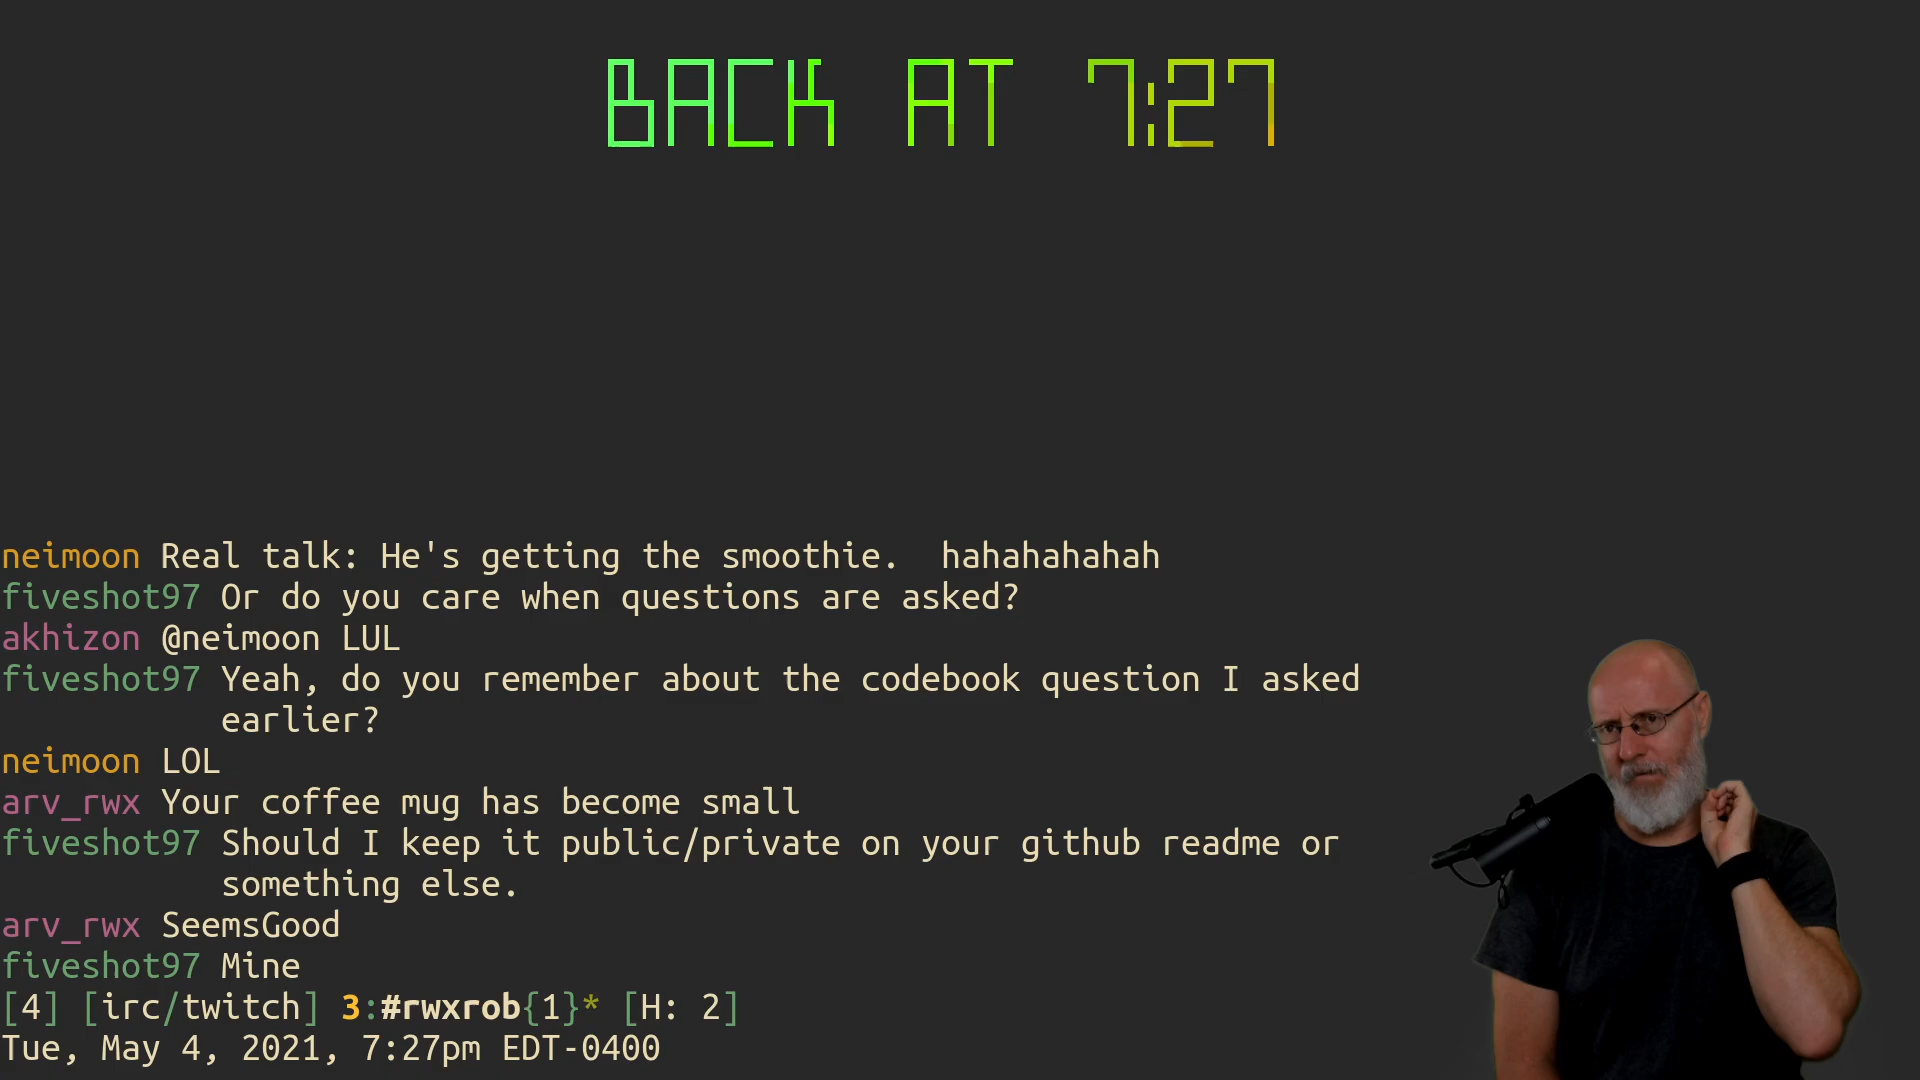 BACK AT 7:27
neimoon Real talk: He's getting the smoothie.  hahahahahah
fiveshot97 Or do you care when questions are asked?
akhizon @neimoon LUL
fiveshot97 Yeah, do you remember about the codebook question I asked
earlier?
neimoon LOL
arv_rwx Your coffee mug has become small
fiveshot97 Should I keep it public/private on your github readme or
something else.
arv_rwx SeemsGood
fiveshot97 Mine
[4] [irc/twitch] 3:#rwxrob{1}* [H: 2]
Tue, May 4, 2021, 7:27pm EDT-0400